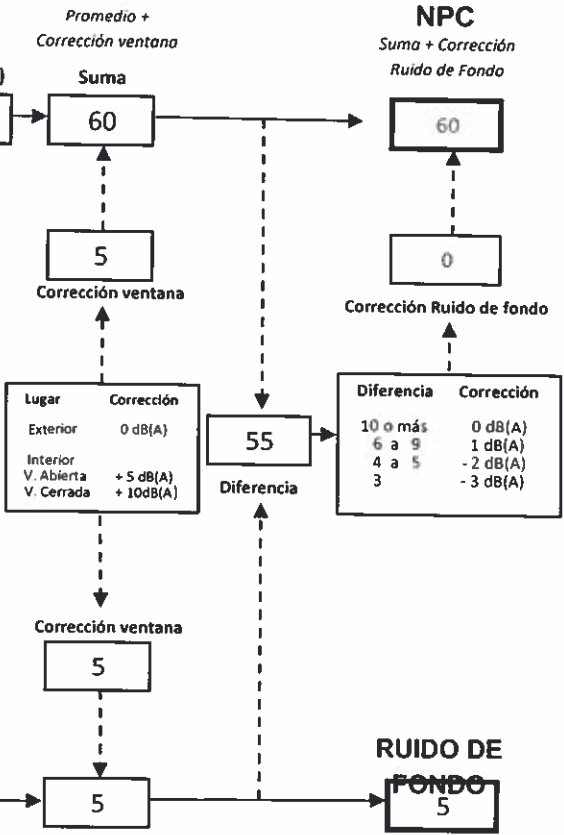 Promedio +
Corrección ventana
Suma
)
60
NPC
Suma + Corrección
Ruido de Fondo
60
5
Corrección ventana
0
Corrección Ruido de fondo
Lugar Corrección
Exterior 0 dB(A)
Interior
V. Abierta + 5 dB(A)
V. Cerrada + 10dB(A)
55
Diferencia
Diferencia Corrección
10 o más 0 dB(A)
6 a 9 1 dB(A)
4 a 5 - 2 dB(A)
3 - 3 dB(A)
Corrección ventana
5
5
RUIDO DE
FONDO
5